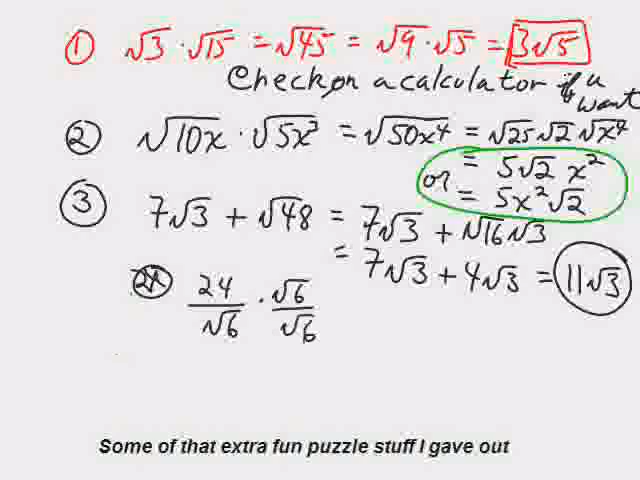 ① √3 · √15 = √45 = √9 · √5 = 3√5
Check on a calculator if u want
② √10x · √5x³ = √50x⁴ = √25 √2 √x⁴
= 5√2 x²
or = 5x²√2
③ 7√3 + √48 = 7√3 + √16 √3
= 7√3 + 4√3 = 11√3
24/√6 · √6/√6
Some of that extra fun puzzle stuff I gave out